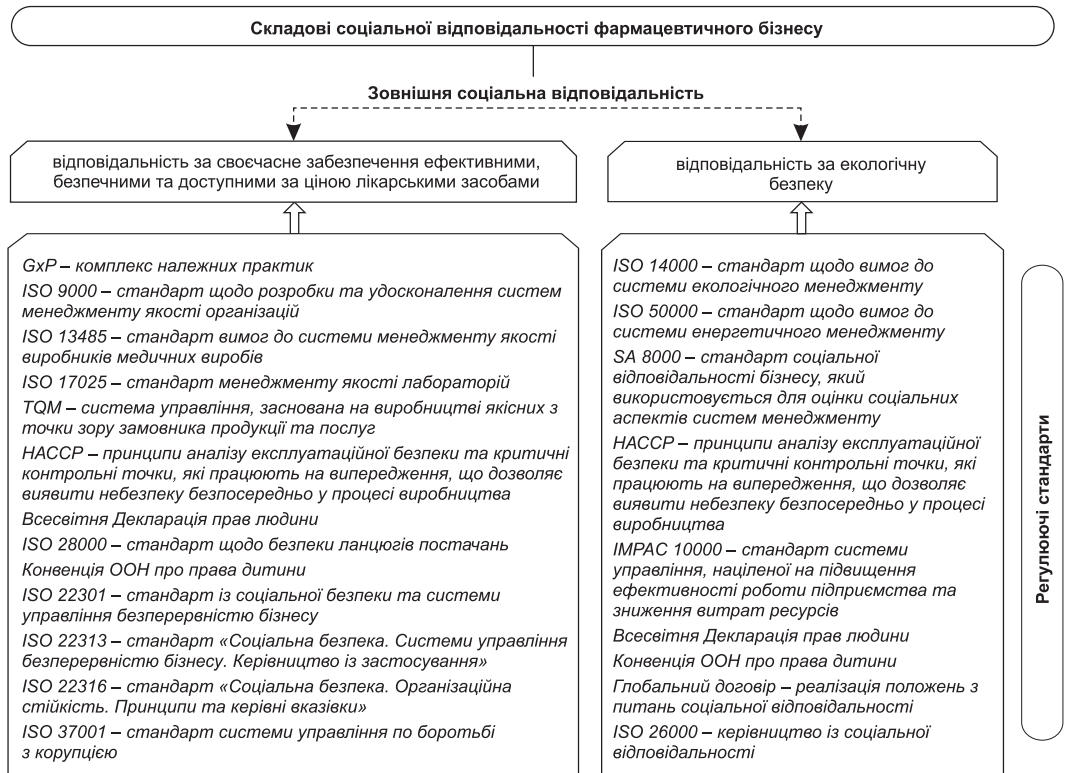 Складові соціальної відповідальності фармацевтичного бізнесу
Зовнішня соціальна відповідальність
відповідальність за своєчасне забезпечення ефективними,
безпечними та доступними за ціною лікарськими засобами
відповідальність за екологічну
безпеку
GxP – комплекс належних практик
ISO 9000 – стандарт щодо розробки та удосконалення систем
менеджменту якості організацій
ISO 13485 – стандарт вимог до системи менеджменту якості
виробників медичних виробів
ISO 17025 – стандарт менеджменту якості лабораторій
TQM – система управління, заснована на виробництві якісних з
точки зору замовника продукції та послуг
HACCP – принципи аналізу експлуатаційної безпеки та критичні
контрольні точки, які працюють на випередження, що дозволяє
виявити небезпеку безпосередньо у процесі виробництва
Всесвітня Декларація прав людини
ISO 28000 – стандарт щодо безпеки ланцюгів постачань
Конвенція ООН про права дитини
ISO 22301 – стандарт із соціальної безпеки та системи
управління безперервністю бізнесу
ISO 22313 – стандарт «Соціальна безпека. Системи управління
безперервністю бізнесу. Керівництво із застосування»
ISO 22316 – стандарт «Соціальна безпека. Організаційна
стійкість. Принципи та керівні вказівки»
ISO 37001 – стандарт системи управління по боротьбі
з корупцією
ISO 14000 – стандарт щодо вимог до
системи екологічного менеджменту
ISO 50000 – стандарт щодо вимог до
системи енергетичного менеджменту
SA 8000 – стандарт соціальної
відповідальності бізнесу, який
використовується для оцінки соціальних
аспектів систем менеджменту
HACCP – принципи аналізу експлуатаційної
безпеки та критичні контрольні точки, які
працюють на випередження, що дозволяє
виявити небезпеку безпосередньо у процесі
виробництва
IMPAC 10000 – стандарт системи
управління, націленої на підвищення
ефективності роботи підприємства та
зниження витрат ресурсів
Всесвітня Декларація прав людини
Конвенція ООН про права дитини
Глобальний договір – реалізація положень з
питань соціальної відповідальності
ISO 26000 – керівництво із соціальної
відповідальності
Регулюючі стандарти